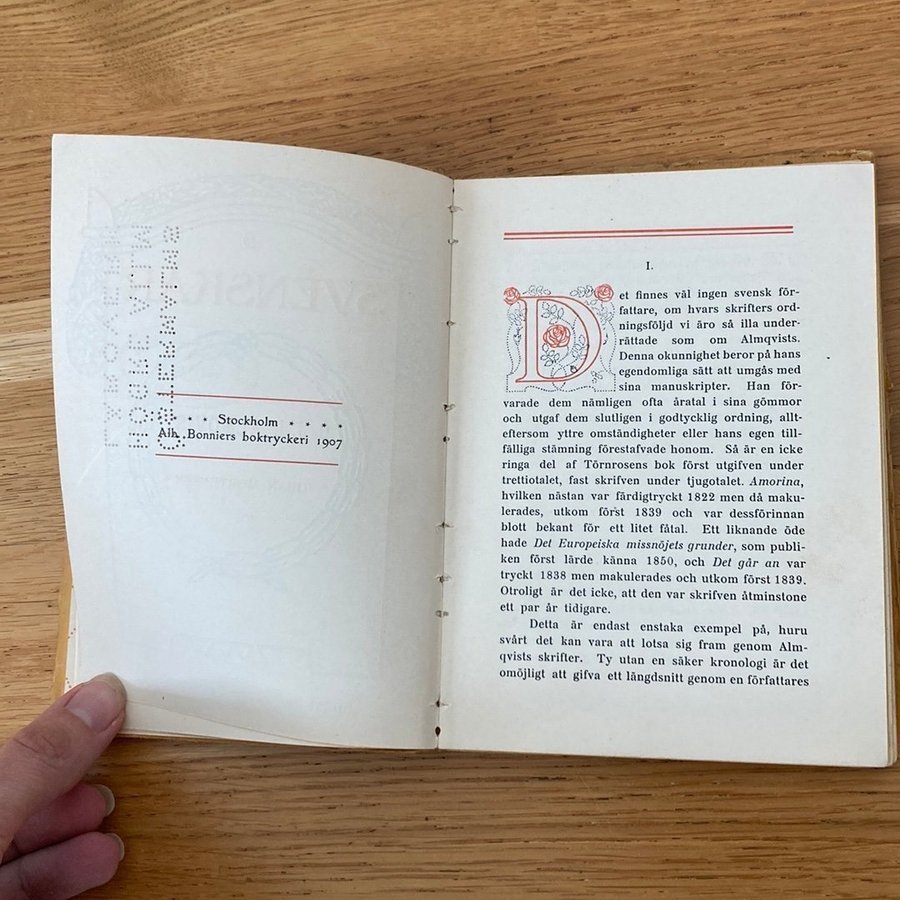 Stockholm
Alb. Bonniers boktryckeri 1907
I.
Det finnes väl ingen svensk för-
fattare, om hvars skrifters ord-
ningsföljd vi äro så illa under-
rättade som om Almqvists.
Denna okunnighet beror på hans
egendomliga sätt att umgås med
sina manuskripter. Han för-
varade dem nämligen ofta åratal i sina gömmor
och utgaf dem slutligen i godtycklig ordning, allt-
eftersom yttre omständigheter eller hans egen till-
fälliga stämning förestafvade honom. Så är en icke
ringa del af Törnrosens bok först utgifven under
trettiotalet, fast skrifven under tjugotalet. Amorina,
hvilken nästan var färdigtryckt 1822 men då maku-
lerades, utkom först 1839 och var dessförinnan
blott bekant för ett litet fåtal. Ett liknande öde
hade Det Europeiska missnöjets grunder, som publi-
ken först lärde känna 1850, och Det går an var
tryckt 1838 men makulerades och utkom först 1839.
Otroligt är det icke, att den var skrifven åtminstone
ett par år tidigare.
Detta är endast enstaka exempel på, huru
svårt det kan vara att lotsa sig fram genom Alm-
qvists skrifter. Ty utan en säker kronologi är det
omöjligt att gifva ett längdsnitt genom en författares